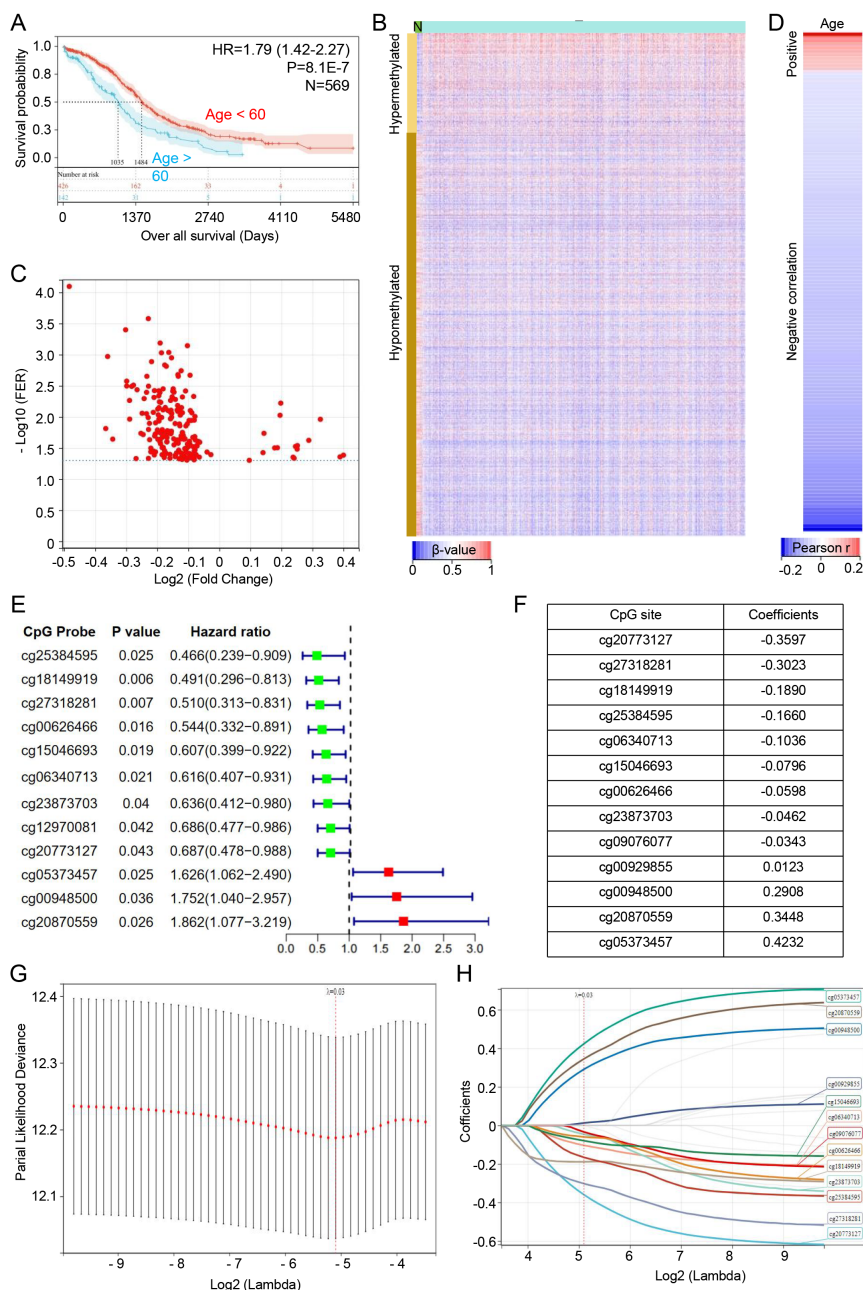 A
Survival probability
1.0
0.8
0.5
0.3
0.0
HR=1.79 (1.42-2.27)
P=8.1E-7
N=569
Age < 60
Age >
60
1035
1484
Number at risk
426
162
33
4
1
142
31
0
1370
2740
4110
5480
Over all survival (Days)
B
N
Hypermethylated
Hypomethylated
β-value
0
0.5
1
D
Age
Positive
Negative correlation
Pearson r
-0.2
0
0.2
C
- Log10 (FER)
4.0
3.5
3.0
2.5
2.0
1.5
1.0
0.5
0
-0.5
-0.4
-0.3
-0.2
-0.1
0
0.1
0.2
0.3
0.4
Log2 (Fold Change)
E
CpG Probe P value Hazard ratio
cg25384595 0.025 0.466(0.239−0.909)
cg18149919 0.006 0.491(0.296−0.813)
cg27318281 0.007 0.510(0.313−0.831)
cg00626466 0.016 0.544(0.332−0.891)
cg15046693 0.019 0.607(0.399−0.922)
cg06340713 0.021 0.616(0.407−0.931)
cg23873703 0.04 0.636(0.412−0.980)
cg12970081 0.042 0.686(0.477−0.986)
cg20773127 0.043 0.687(0.478−0.988)
cg05373457 0.025 1.626(1.062−2.490)
cg00948500 0.036 1.752(1.040−2.957)
cg20870559 0.026 1.862(1.077−3.219)
0.0 0.5 1.0 1.5 2.0 2.5 3.0
F
CpG site Coefficients
cg20773127 -0.3597
cg27318281 -0.3023
cg18149919 -0.1890
cg25384595 -0.1660
cg06340713 -0.1036
cg15046693 -0.0796
cg00626466 -0.0598
cg23873703 -0.0462
cg09076077 -0.0343
cg00929855 0.0123
cg00948500 0.2908
cg20870559 0.3448
cg05373457 0.4232
G
Parial Likelihood Deviance
12.4
12.3
12.2
12.1
λ=0.03
- 9
- 8
- 7
- 6
- 5
- 4
Log2 (Lambda)
H
Cofficients
0.6
0.4
0.2
0
-0.2
-0.4
-0.6
λ=0.03
cg05373457
cg20870559
cg00948500
cg00929855
cg15046693
cg06340713
cg09076077
cg00626466
cg18149919
cg23873703
cg25384595
cg27318281
cg20773127
4
5
6
7
8
9
Log2 (Lambda)